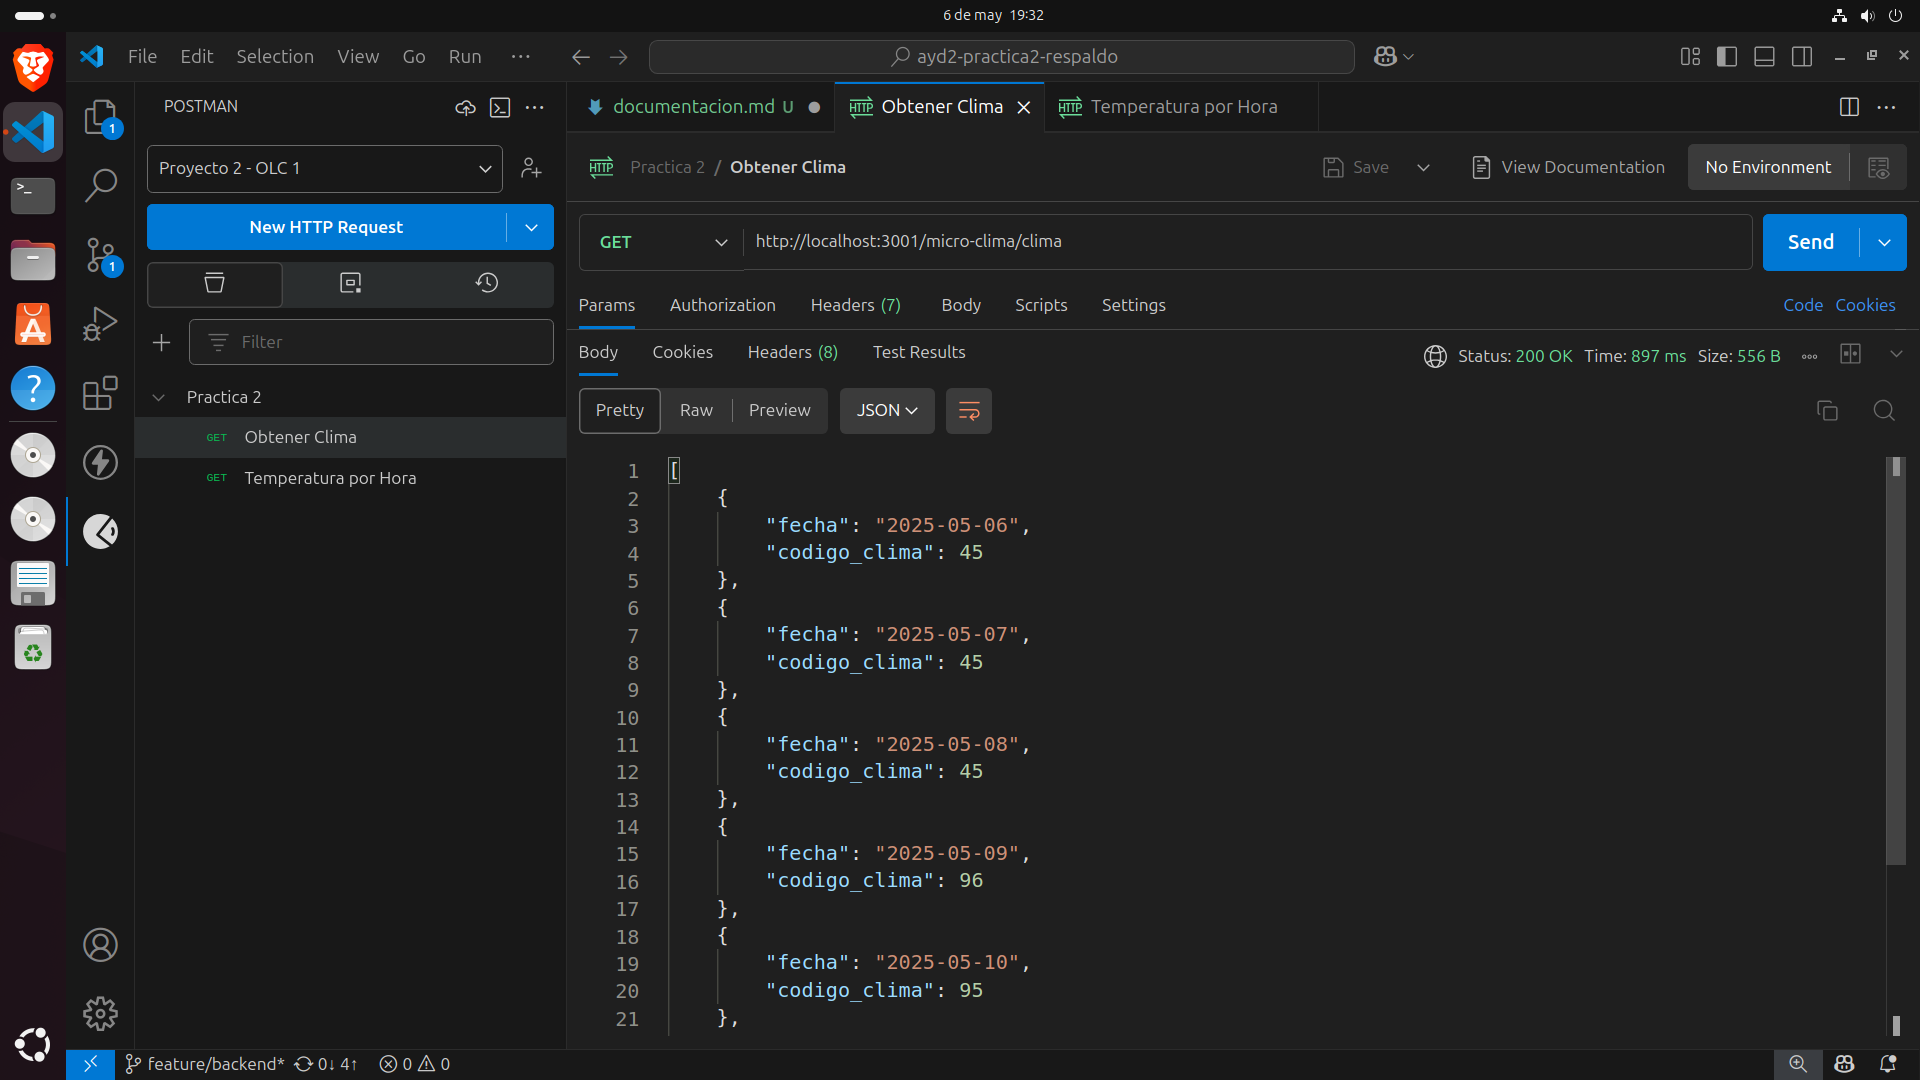 6 de may 19:32
File Edit Selection View Go Run ···
ayd2-practica2-respaldo
POSTMAN
documentacion.md U
Obtener Clima
Temperatura por Hora
Proyecto 2 - OLC 1
Practica 2 / Obtener Clima
Save
View Documentation
No Environment
New HTTP Request
GET
http://localhost:3001/micro-clima/clima
Send
Params Authorization Headers (7) Body Scripts Settings
Code Cookies
Filter
Body Cookies Headers (8) Test Results
Status: 200 OK Time: 897 ms Size: 556 B
Practica 2
GET Obtener Clima
GET Temperatura por Hora
Pretty Raw Preview JSON
1 [
2 {
3 "fecha": "2025-05-06",
4 "codigo_clima": 45
5 },
6 {
7 "fecha": "2025-05-07",
8 "codigo_clima": 45
9 },
10 {
11 "fecha": "2025-05-08",
12 "codigo_clima": 45
13 },
14 {
15 "fecha": "2025-05-09",
16 "codigo_clima": 96
17 },
18 {
19 "fecha": "2025-05-10",
20 "codigo_clima": 95
21 },
feature/backend* 0↓ 4↑ 0 0